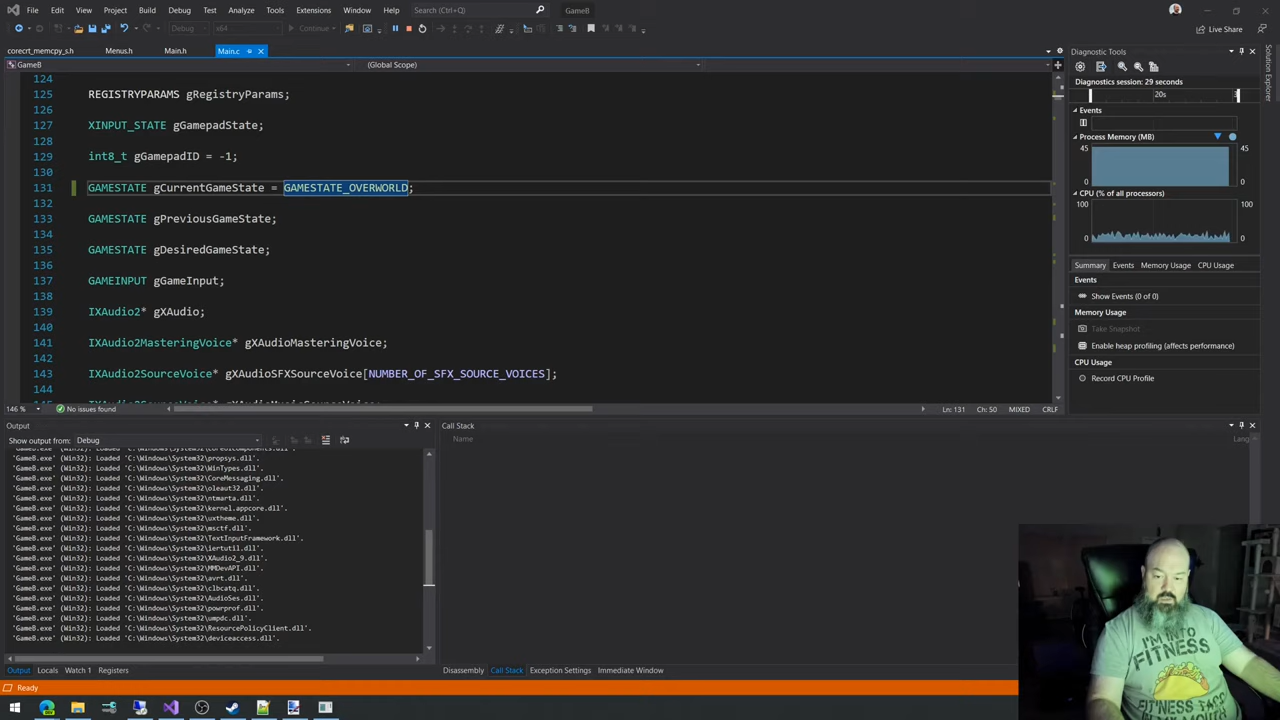 File Edit View Git Project Build Debug Test Analyze Tools Extensions Window Help Search (Ctrl+Q) GameB
Debug x64 Continue Live Share
corecrt_memcpy_s.h Menus.h Main.h Main.c
GameB (Global Scope)
124
125 REGISTRYPARAMS gRegistryParams;
126
127 XINPUT_STATE gGamepadState;
128
129 int8_t gGamepadID = -1;
130
131 GAMESTATE gCurrentGameState = GAMESTATE_OVERWORLD;
132
133 GAMESTATE gPreviousGameState;
134
135 GAMESTATE gDesiredGameState;
136
137 GAMEINPUT gGameInput;
138
139 IXAudio2* gXAudio;
140
141 IXAudio2MasteringVoice* gXAudioMasteringVoice;
142
143 IXAudio2SourceVoice* gXAudioSFXSourceVoice[NUMBER_OF_SFX_SOURCE_VOICES];
144
146 % No issues found Ln: 131 Ch: 50 MIXED CRLF
Diagnostic Tools
Diagnostics session: 29 seconds
20s
Events
Process Memory (MB)
45 45
0 0
CPU (% of all processors)
100 100
0 0
Summary Events Memory Usage CPU Usage
Events
Show Events (0 of 0)
Memory Usage
Take Snapshot
Enable heap profiling (affects performance)
CPU Usage
Record CPU Profile
Solution Explorer
Output
Show output from: Debug
'GameB.exe' (Win32): Loaded 'C:\Windows\System32\propsys.dll'.
'GameB.exe' (Win32): Loaded 'C:\Windows\System32\WinTypes.dll'.
'GameB.exe' (Win32): Loaded 'C:\Windows\System32\CoreMessaging.dll'.
'GameB.exe' (Win32): Loaded 'C:\Windows\System32\oleaut32.dll'.
'GameB.exe' (Win32): Loaded 'C:\Windows\System32\ntmarta.dll'.
'GameB.exe' (Win32): Loaded 'C:\Windows\System32\kernel.appcore.dll'.
'GameB.exe' (Win32): Loaded 'C:\Windows\System32\uxtheme.dll'.
'GameB.exe' (Win32): Loaded 'C:\Windows\System32\msctf.dll'.
'GameB.exe' (Win32): Loaded 'C:\Windows\System32\TextInputFramework.dll'.
'GameB.exe' (Win32): Loaded 'C:\Windows\System32\iertutil.dll'.
'GameB.exe' (Win32): Loaded 'C:\Windows\System32\XAudio2_9.dll'.
'GameB.exe' (Win32): Loaded 'C:\Windows\System32\MMDevAPI.dll'.
'GameB.exe' (Win32): Loaded 'C:\Windows\System32\avrt.dll'.
'GameB.exe' (Win32): Loaded 'C:\Windows\System32\clbcatq.dll'.
'GameB.exe' (Win32): Loaded 'C:\Windows\System32\AudioSes.dll'.
'GameB.exe' (Win32): Loaded 'C:\Windows\System32\powrprof.dll'.
'GameB.exe' (Win32): Loaded 'C:\Windows\System32\umpdc.dll'.
'GameB.exe' (Win32): Loaded 'C:\Windows\System32\ResourcePolicyClient.dll'.
'GameB.exe' (Win32): Loaded 'C:\Windows\System32\deviceaccess.dll'.
Output Locals Watch 1 Registers
Call Stack
Name Lang
Disassembly Call Stack Exception Settings Immediate Window
Ready
I'M INTO
FITNESS